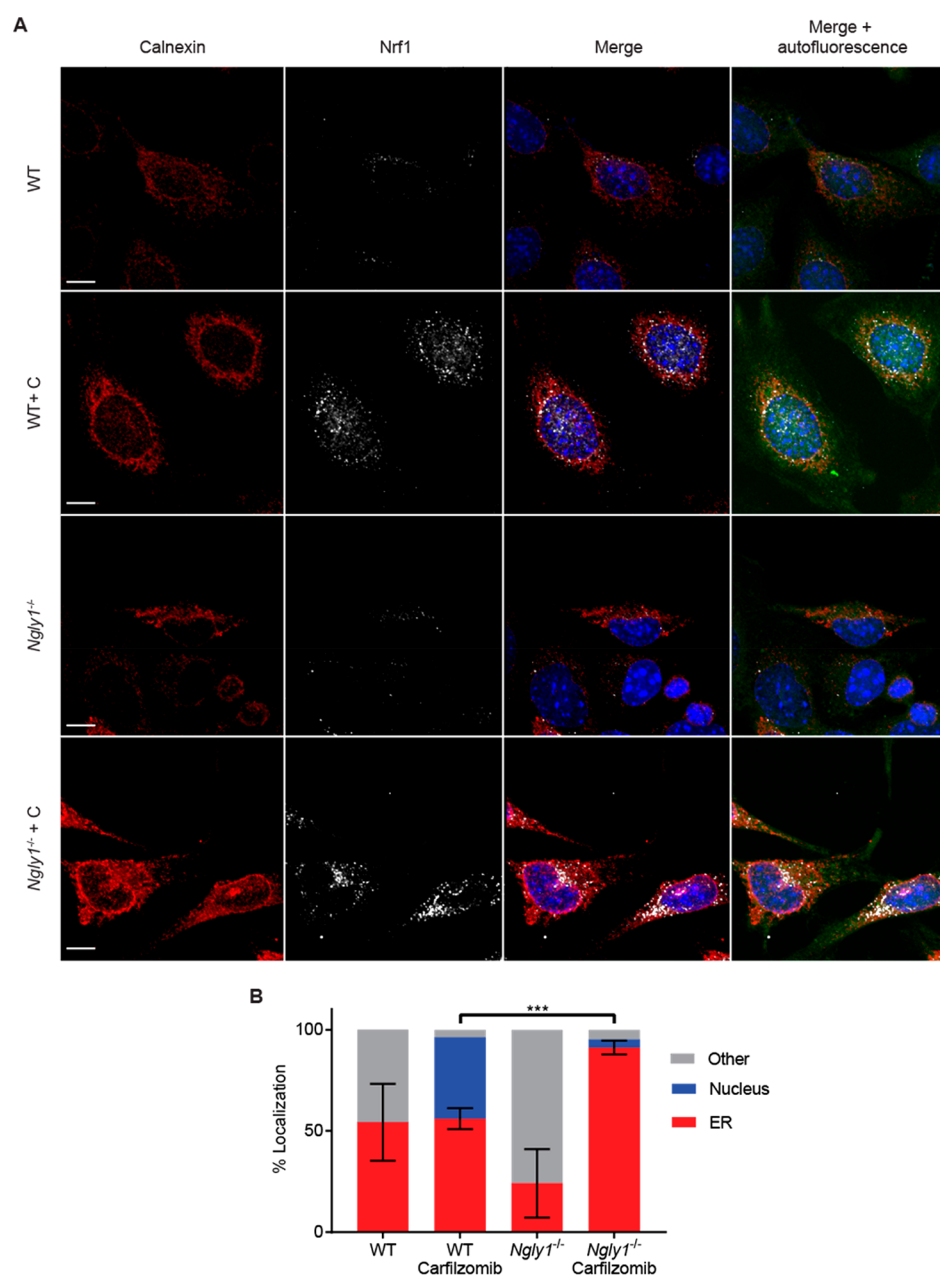 A
Calnexin
Nrf1
Merge
Merge +
autofluorescence
WT
WT+ C
Ngly1-/-
Ngly1-/- + C
B
***
% Localization
100
50
0
WT
WT
Carfilzomib
Ngly1-/-
Ngly1-/-
Carfilzomib
Other
Nucleus
ER